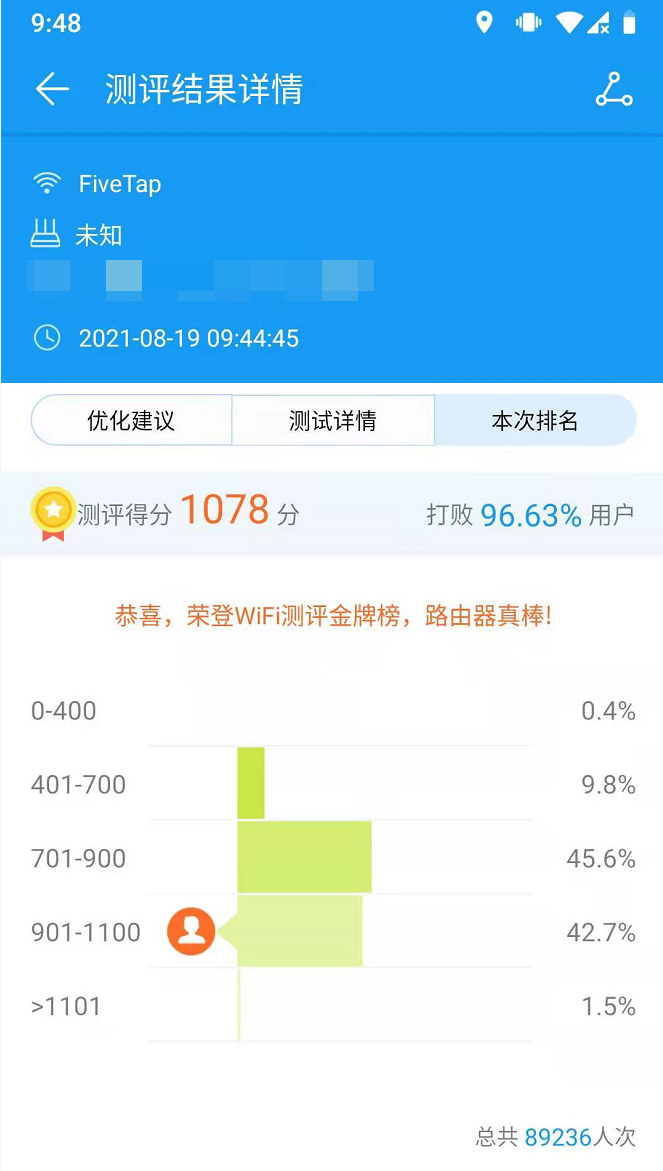 9:48
测评结果详情
FiveTap
未知
2021-08-19 09:44:45
优化建议 测试详情 本次排名
测评得分 1078 分 打败 96.63% 用户
恭喜，荣登WiFi测评金牌榜，路由器真棒!
0-400 0.4%
401-700 9.8%
701-900 45.6%
901-1100 42.7%
>1101 1.5%
总共 89236人次